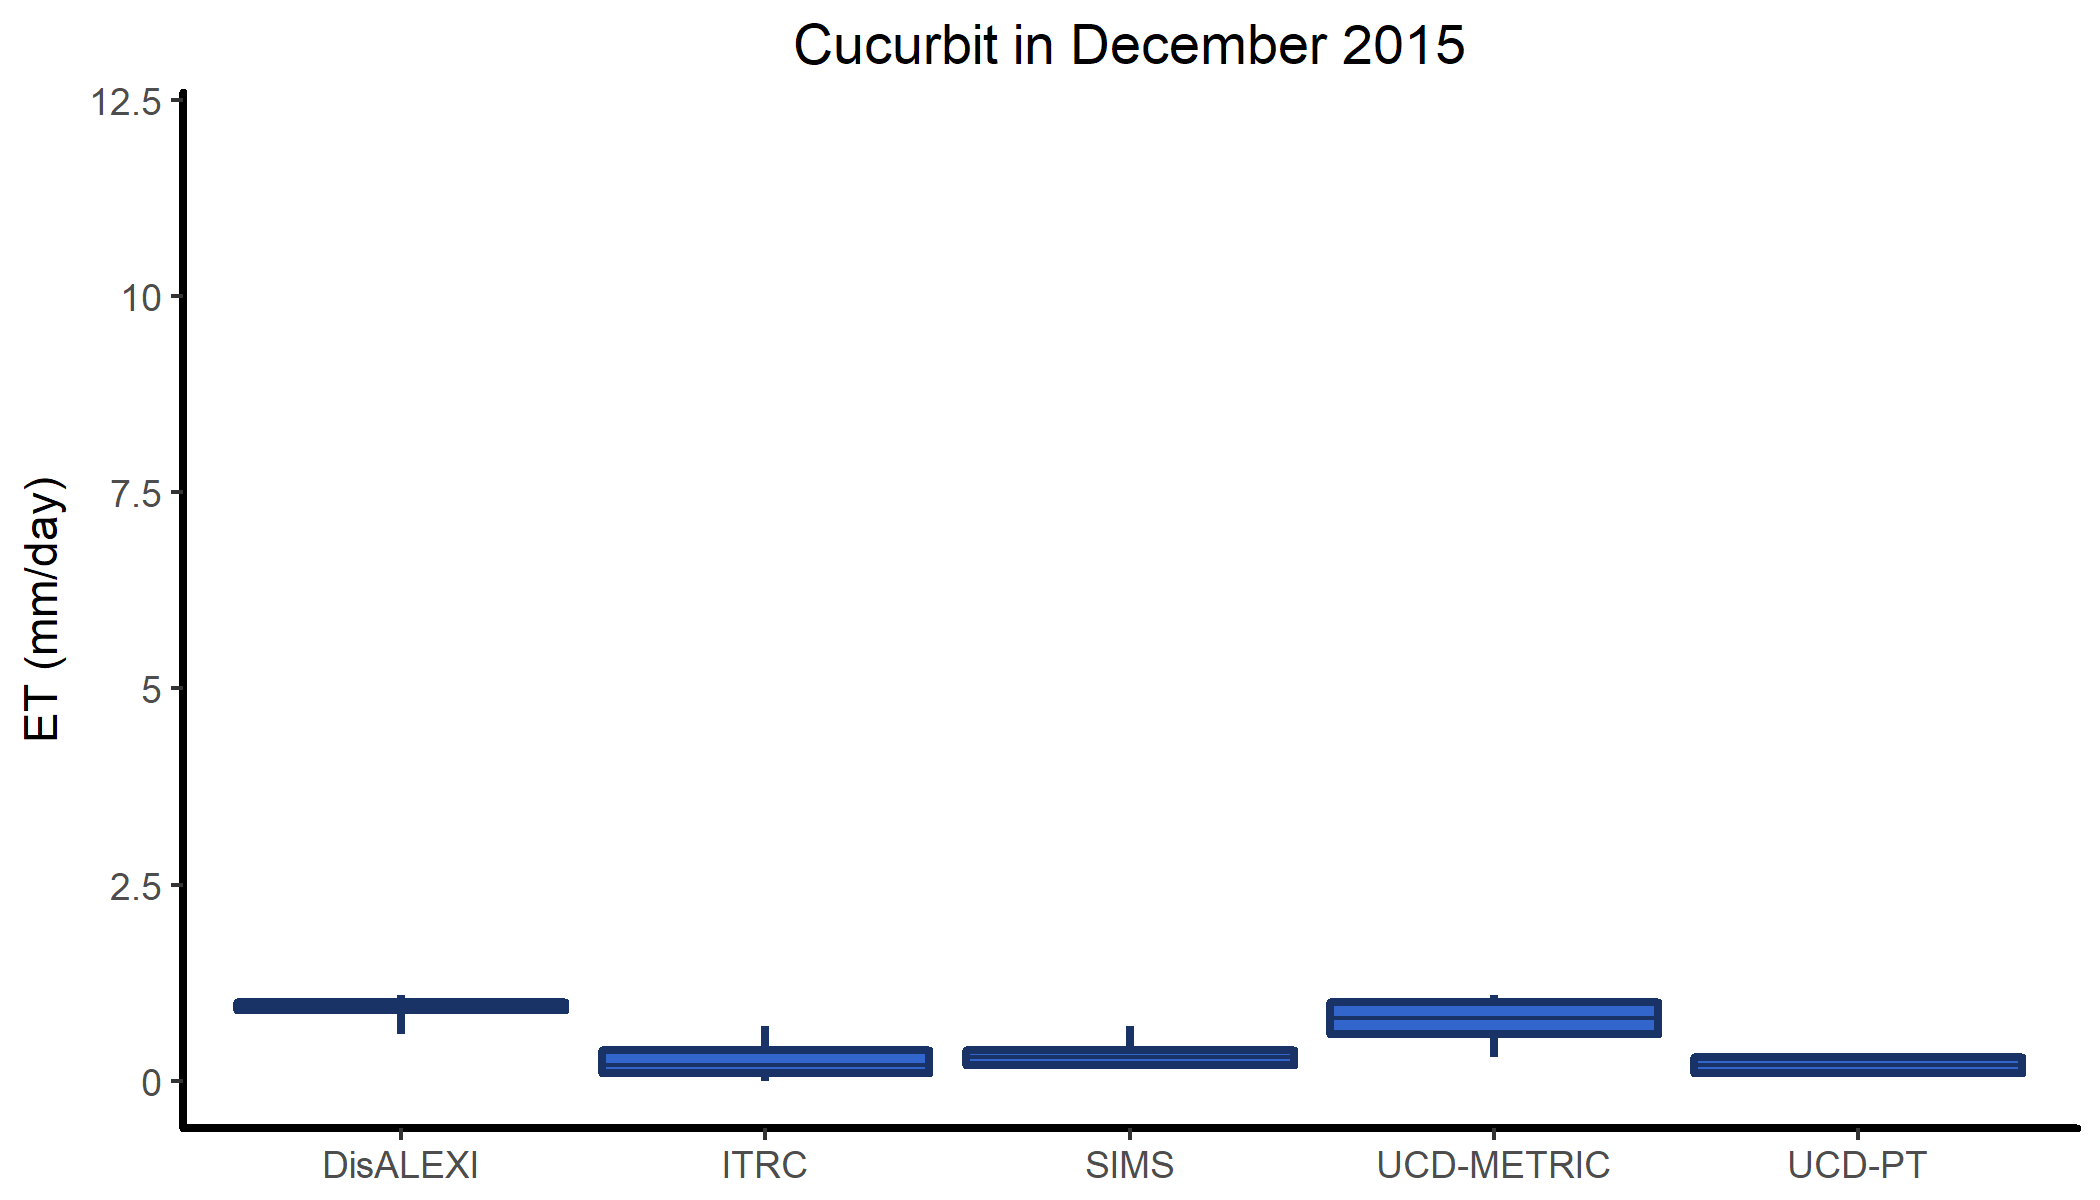 Cucurbit in December 2015
12.5
10
7.5
5
2.5
0
ET (mm/day)
DisALEXI ITRC SIMS UCD-METRIC UCD-PT